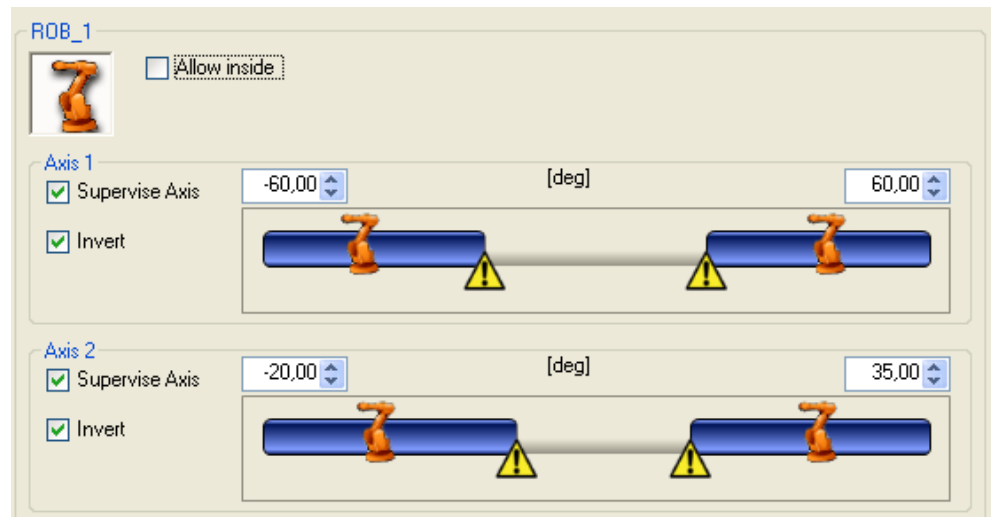 ROB_1
Allow inside
Axis 1
Supervise Axis -60,00 [deg] 60,00
Invert
Axis 2
Supervise Axis -20,00 [deg] 35,00
Invert